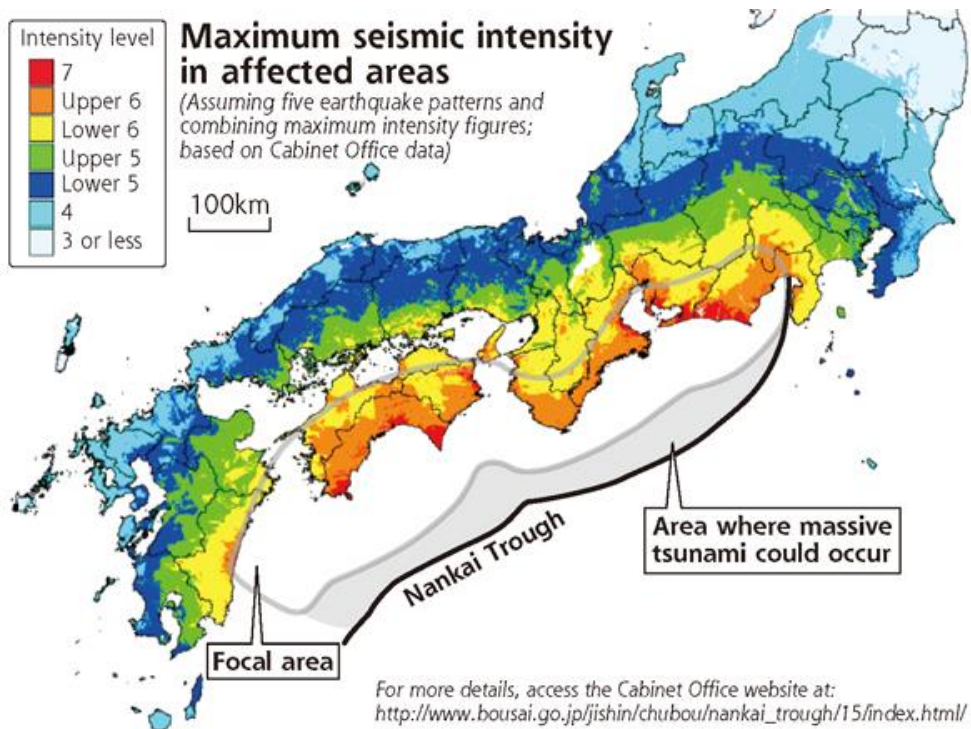 Intensity level
7
Upper 6
Lower 6
Upper 5
Lower 5
4
3 or less
Maximum seismic intensity
in affected areas
(Assuming five earthquake patterns and
combining maximum intensity figures;
based on Cabinet Office data)
100km
Area where massive
tsunami could occur
Nankai Trough
Focal area
For more details, access the Cabinet Office website at:
http://www.bousai.go.jp/jishin/chubou/nankai_trough/15/index.html/